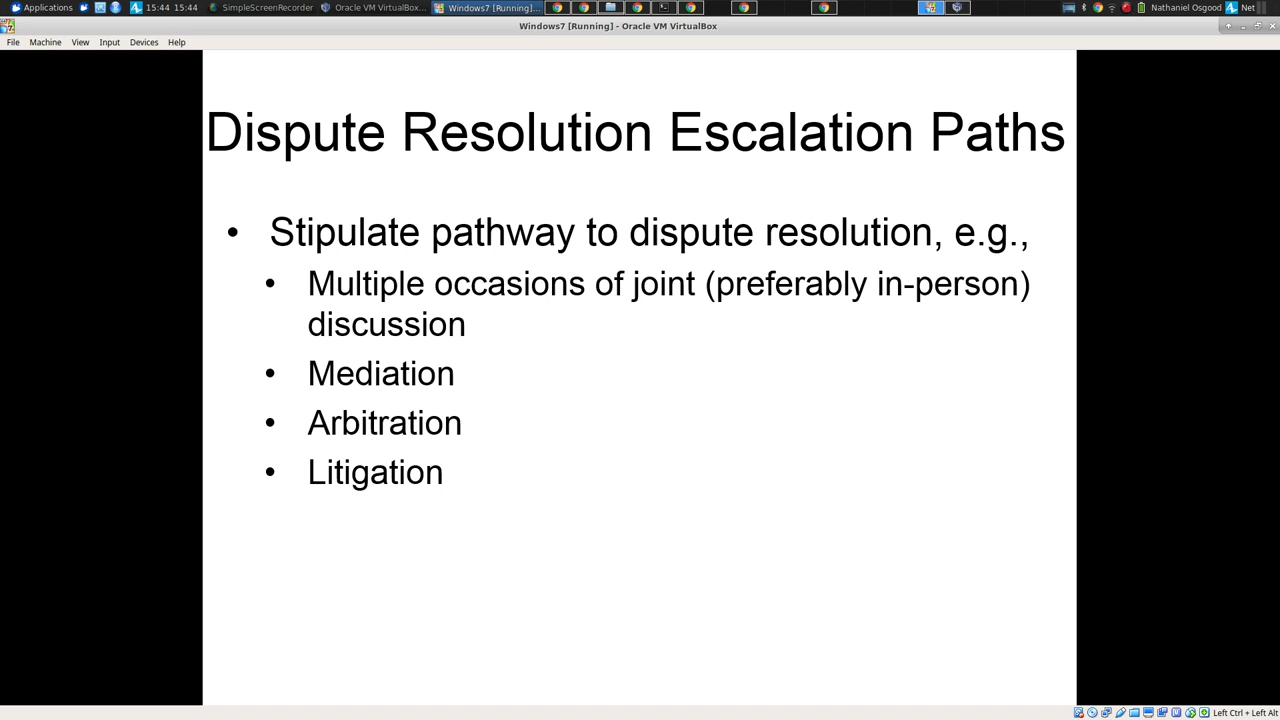 Applications
15:44 15:44
SimpleScreenRecorder
Oracle VM VirtualBox...
Windows7 [Running]...
Nathaniel Osgood
Net
Windows7 [Running] - Oracle VM VirtualBox
File Machine View Input Devices Help
Dispute Resolution Escalation Paths
• Stipulate pathway to dispute resolution, e.g.,
• Multiple occasions of joint (preferably in-person)
discussion
• Mediation
• Arbitration
• Litigation
Left Ctrl + Left Alt